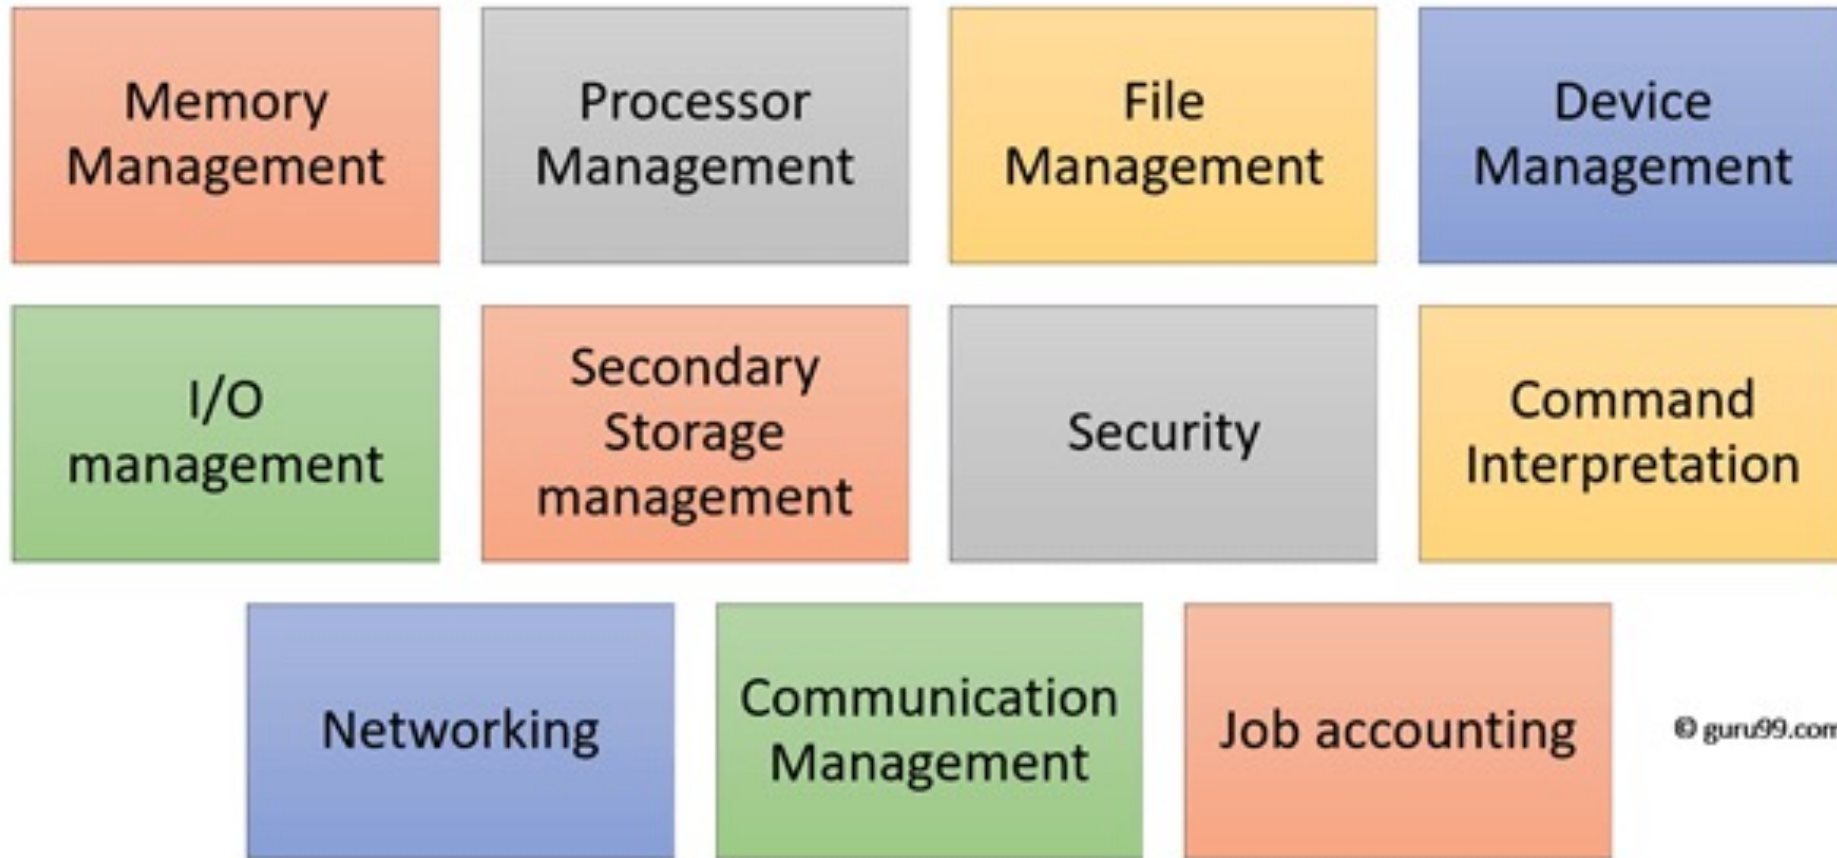 Memory
Management
Processor
Management
File
Management
Device
Management
I/O
management
Secondary
Storage
management
Security
Command
Interpretation
Networking
Communication
Management
Job accounting
© guru99.com